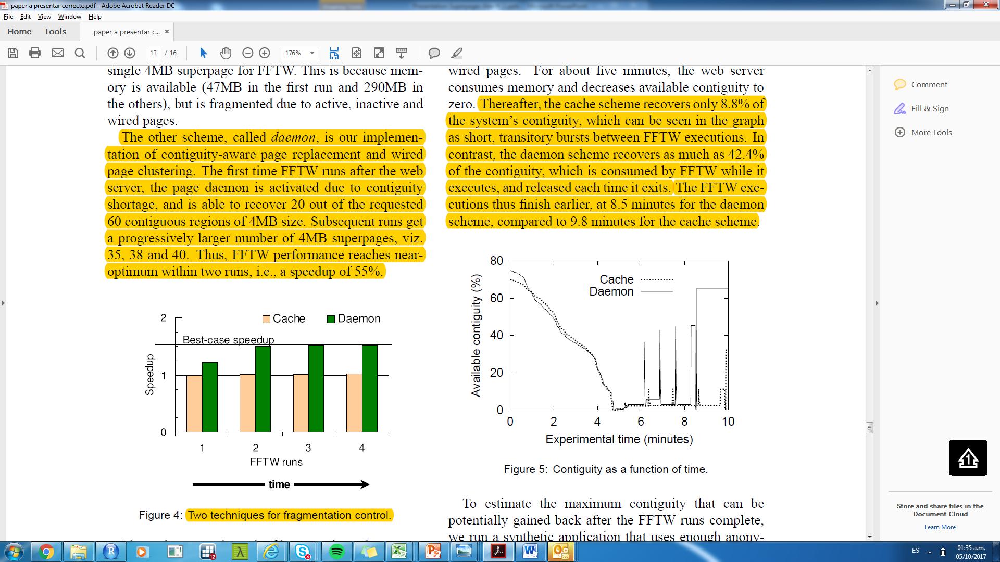 paper a presentar correcto.pdf - Adobe Acrobat Reader DC
File Edit View Window Help
Home Tools paper a presentar c... ×
13 / 16 176%
single 4MB superpage for FFTW. This is because mem-
ory is available (47MB in the first run and 290MB in
the others), but is fragmented due to active, inactive and
wired pages.
The other scheme, called daemon, is our implemen-
tation of contiguity-aware page replacement and wired
page clustering. The first time FFTW runs after the web
server, the page daemon is activated due to contiguity
shortage, and is able to recover 20 out of the requested
60 contiguous regions of 4MB size. Subsequent runs get
a progressively larger number of 4MB superpages, viz.
35, 38 and 40. Thus, FFTW performance reaches near-
optimum within two runs, i.e., a speedup of 55%.
2
Cache Daemon
Best-case speedup
Speedup
1
0
1 2 3 4
FFTW runs
time
Figure 4: Two techniques for fragmentation control.
wired pages. For about five minutes, the web server
consumes memory and decreases available contiguity to
zero. Thereafter, the cache scheme recovers only 8.8% of
the system's contiguity, which can be seen in the graph
as short, transitory bursts between FFTW executions. In
contrast, the daemon scheme recovers as much as 42.4%
of the contiguity, which is consumed by FFTW while it
executes, and released each time it exits. The FFTW exe-
cutions thus finish earlier, at 8.5 minutes for the daemon
scheme, compared to 9.8 minutes for the cache scheme.
80
Cache
Daemon
60
Available contiguity (%)
40
20
0
0 2 4 6 8 10
Experimental time (minutes)
Figure 5: Contiguity as a function of time.
To estimate the maximum contiguity that can be
potentially gained back after the FFTW runs complete,
we run a synthetic application that uses enough anony-
Comment
Fill & Sign
More Tools
1
Store and share files in the
Document Cloud
Learn More
12
ES
01:35 a.m.
05/10/2017